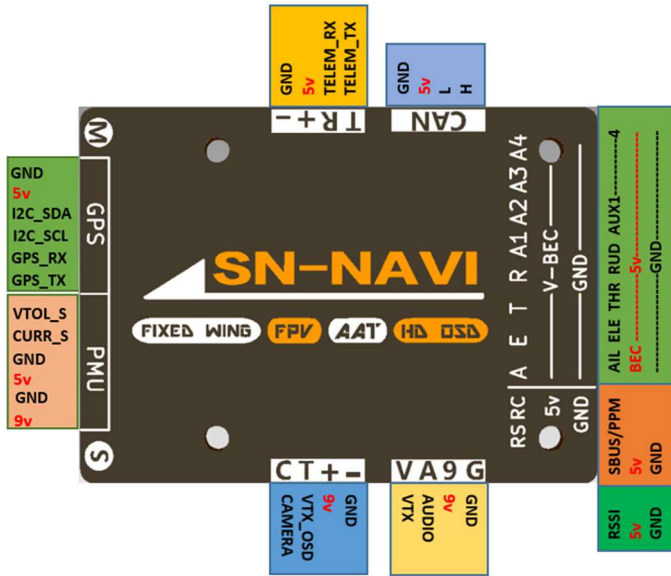 GND
5v
TELEM_RX
TELEM_TX
GND
5v
L
H
-+RT
CAN
M
S
GND
5v
I2C_SDA
I2C_SCL
GPS_RX
GPS_TX
GPS
VTOL_S
CURR_S
GND
5v
GND
9v
PMU
SN-NAVI
FIXED WING
FPV
AAT
HD OSD
A E T R A1 A2 A3 A4
V-BEC
GND
RS RC
5v
GND
AIL ELE THR RUD AUX1---------4
BEC ------------5v--------------
---------------GND--------------
SBUS/PPM
5v
GND
RSSI
5v
GND
CT+-
VA9G
CAMERA
VTX_OSD
9v
GND
VTX
AUDIO
9v
GND